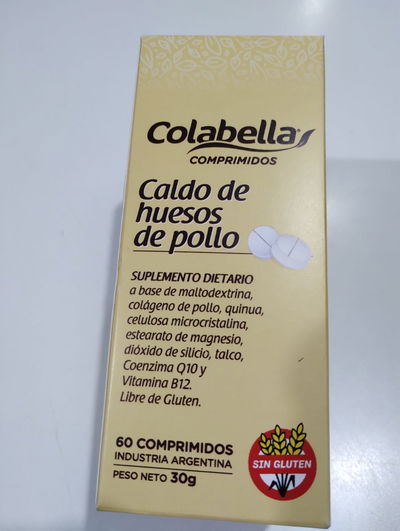 Colabella
COMPRIMIDOS
Caldo de
huesos
de pollo
SUPLEMENTO DIETARIO
a base de maltodextrina,
colágeno de pollo, quinua,
celulosa microcristalina,
estearato de magnesio,
dióxido de silicio, talco,
Coenzima Q10 y
Vitamina B12.
Libre de Gluten.
60 COMPRIMIDOS
INDUSTRIA ARGENTINA
PESO NETO 30g
SIN GLUTEN